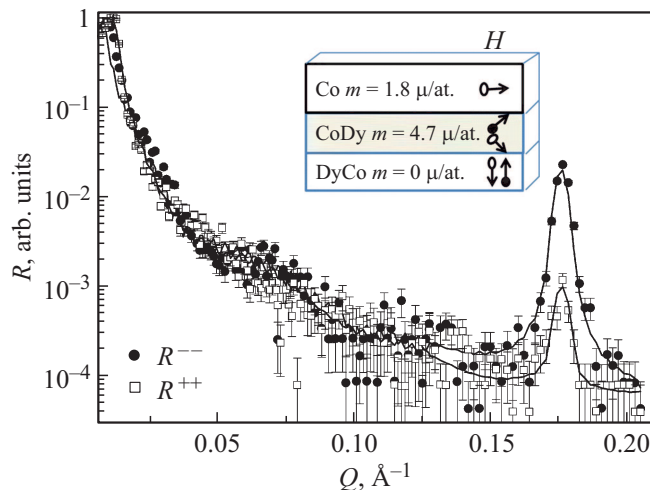 H
Co m = 1.8 μ/at.
CoDy m = 4.7 μ/at.
DyCo m = 0 μ/at.
1
10⁻¹
10⁻²
10⁻³
10⁻⁴
R, arb. units
R⁻⁻
R⁺⁺
0.05 0.10 0.15 0.20
Q, Å⁻¹